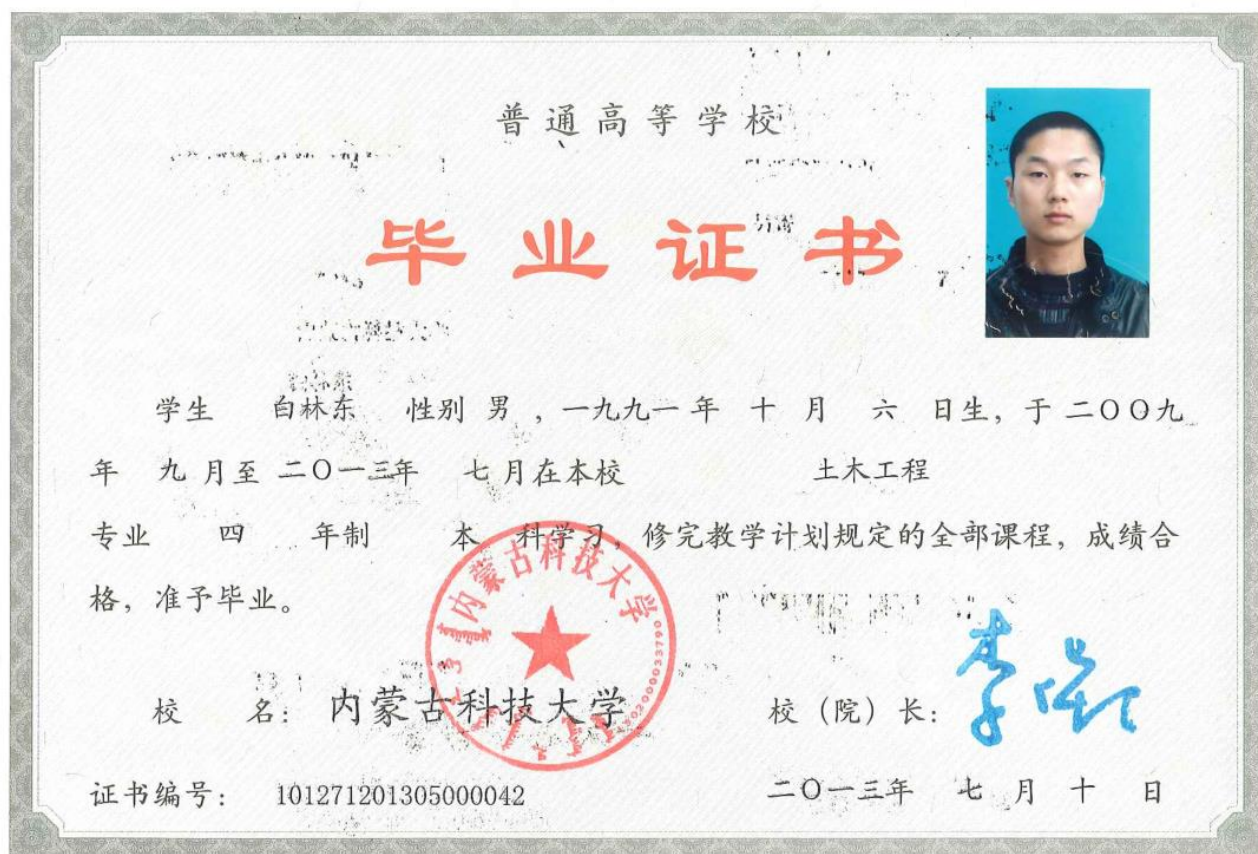 普通高等学校
毕业证书
学生 白林东 性别 男 ，一九九一年 十 月 六 日生，于二〇〇九
年 九 月至 二〇一三年 七月在本校 土木工程
专业 四 年制 本 科学习，修完教学计划规定的全部课程，成绩合
格，准予毕业。
内蒙古科技大学
校 名： 内蒙古科技大学 校（院）长：
证书编号： 101271201305000042 二〇一三年 七 月 十 日